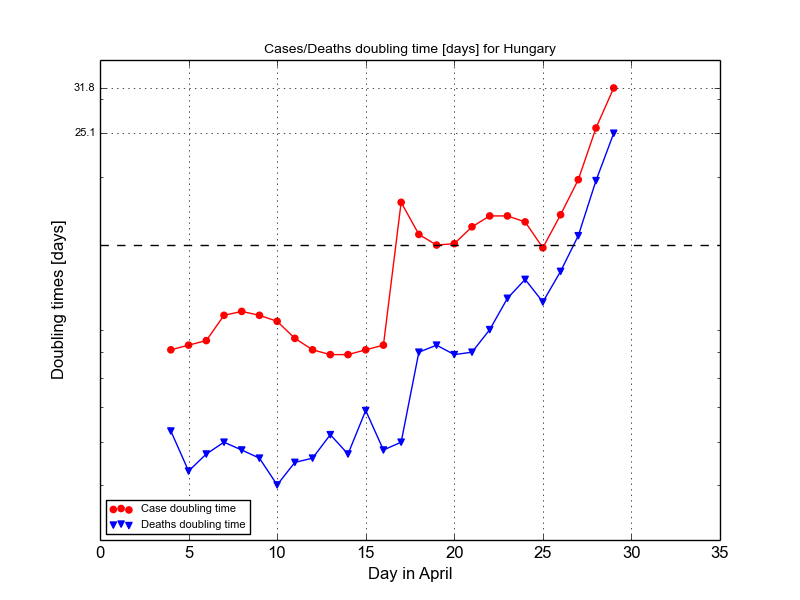 Cases/Deaths doubling time [days] for Hungary
31.8
25.1
Doubling times [days]
Case doubling time
Deaths doubling time
0 5 10 15 20 25 30 35
Day in April